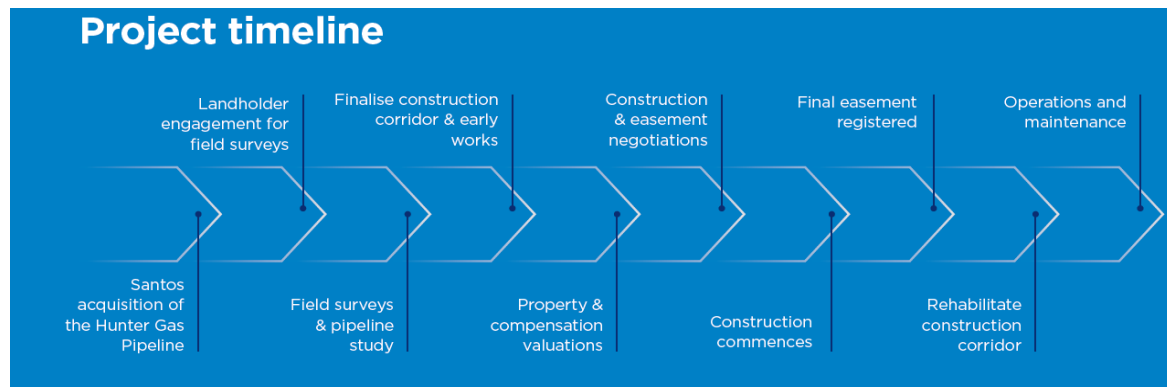 Project timeline
Landholder
engagement for
field surveys
Finalise construction
corridor & early
works
Construction
& easement
negotiations
Final easement
registered
Operations and
maintenance
Santos
acquisition of
the Hunter Gas
Pipeline
Field surveys
& pipeline
study
Property &
compensation
valuations
Construction
commences
Rehabilitate
construction
corridor